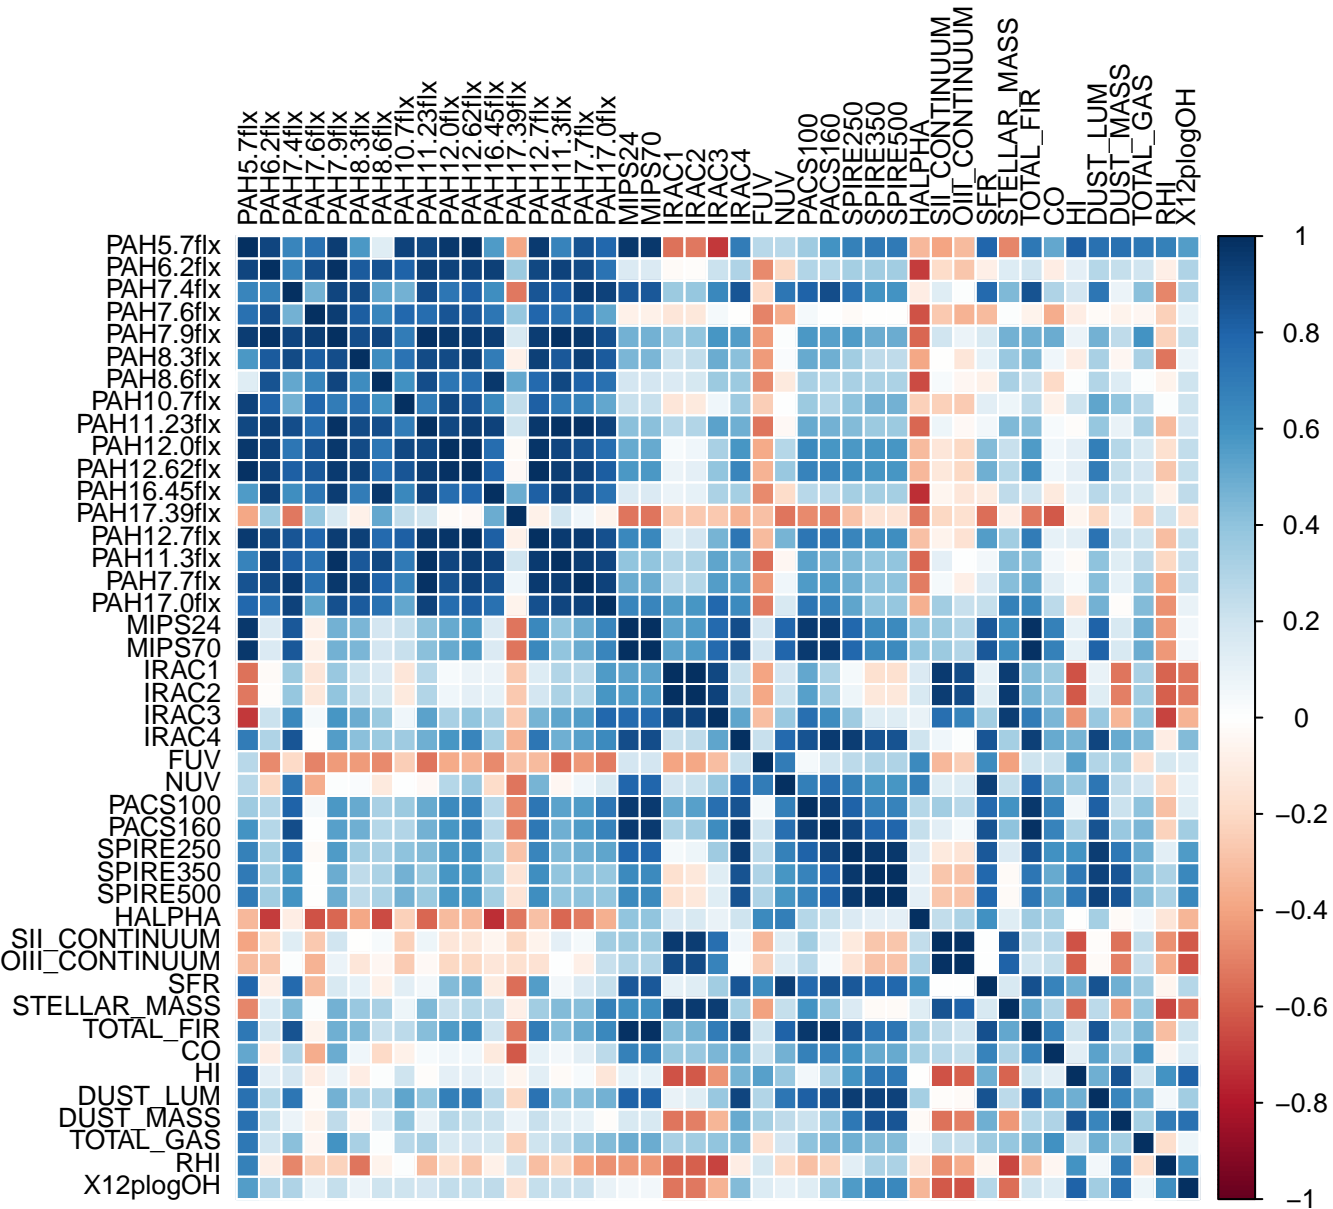 PAH5.7flx
PAH6.2flx
PAH7.4flx
PAH7.6flx
PAH7.9flx
PAH8.3flx
PAH8.6flx
PAH10.7flx
PAH11.23flx
PAH12.0flx
PAH12.62flx
PAH16.45flx
PAH17.39flx
PAH12.7flx
PAH11.3flx
PAH7.7flx
PAH17.0flx
MIPS24
MIPS70
IRAC1
IRAC2
IRAC3
IRAC4
FUV
NUV
PACS100
PACS160
SPIRE250
SPIRE350
SPIRE500
HALPHA
SII_CONTINUUM
OIII_CONTINUUM
SFR
STELLAR_MASS
TOTAL_FIR
CO
HI
DUST_LUM
DUST_MASS
TOTAL_GAS
RHI
X12plogOH
PAH5.7flx
PAH6.2flx
PAH7.4flx
PAH7.6flx
PAH7.9flx
PAH8.3flx
PAH8.6flx
PAH10.7flx
PAH11.23flx
PAH12.0flx
PAH12.62flx
PAH16.45flx
PAH17.39flx
PAH12.7flx
PAH11.3flx
PAH7.7flx
PAH17.0flx
MIPS24
MIPS70
IRAC1
IRAC2
IRAC3
IRAC4
FUV
NUV
PACS100
PACS160
SPIRE250
SPIRE350
SPIRE500
HALPHA
SII_CONTINUUM
OIII_CONTINUUM
SFR
STELLAR_MASS
TOTAL_FIR
CO
HI
DUST_LUM
DUST_MASS
TOTAL_GAS
RHI
X12plogOH
1
0.8
0.6
0.4
0.2
0
−0.2
−0.4
−0.6
−0.8
−1